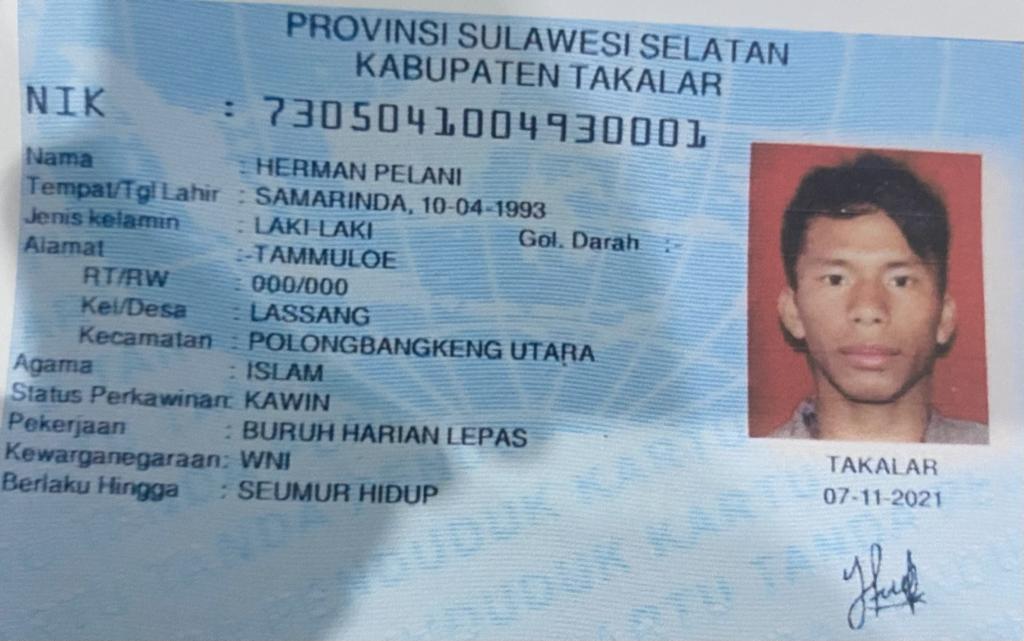 PROVINSI SULAWESI SELATAN
KABUPATEN TAKALAR
NIK : 7305041004930001
Nama : HERMAN PELANI
Tempat/Tgl Lahir : SAMARINDA, 10-04-1993
Jenis kelamin : LAKI-LAKI Gol. Darah :-
Alamat :-TAMMULOE
RT/RW : 000/000
Kel/Desa : LASSANG
Kecamatan : POLONGBANGKENG UTARA
Agama : ISLAM
Status Perkawinan: KAWIN
Pekerjaan : BURUH HARIAN LEPAS
Kewarganegaraan: WNI
Berlaku Hingga : SEUMUR HIDUP
TAKALAR
07-11-2021